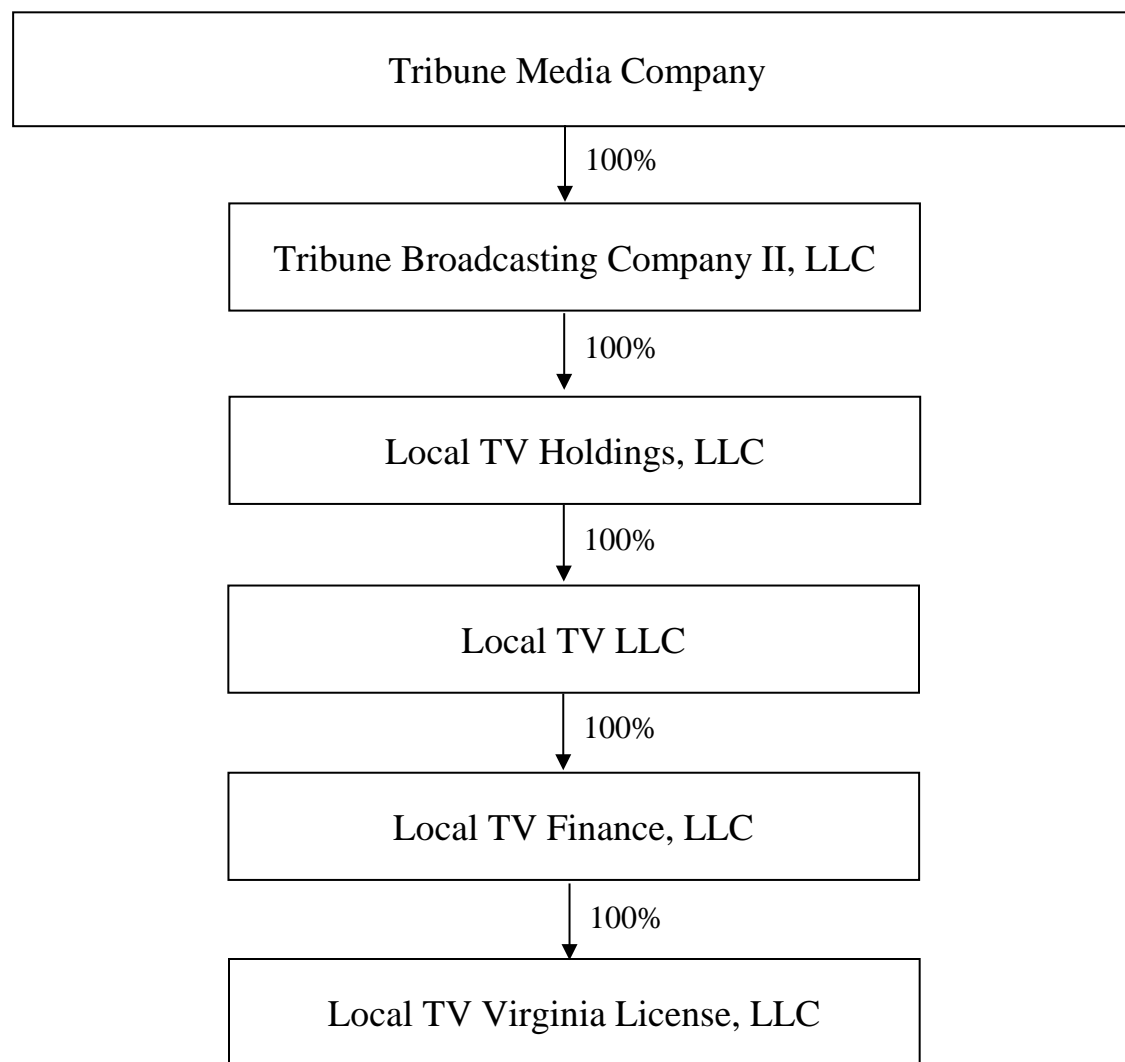 Tribune Media Company
100%
Tribune Broadcasting Company II, LLC
100%
Local TV Holdings, LLC
100%
Local TV LLC
100%
Local TV Finance, LLC
100%
Local TV Virginia License, LLC